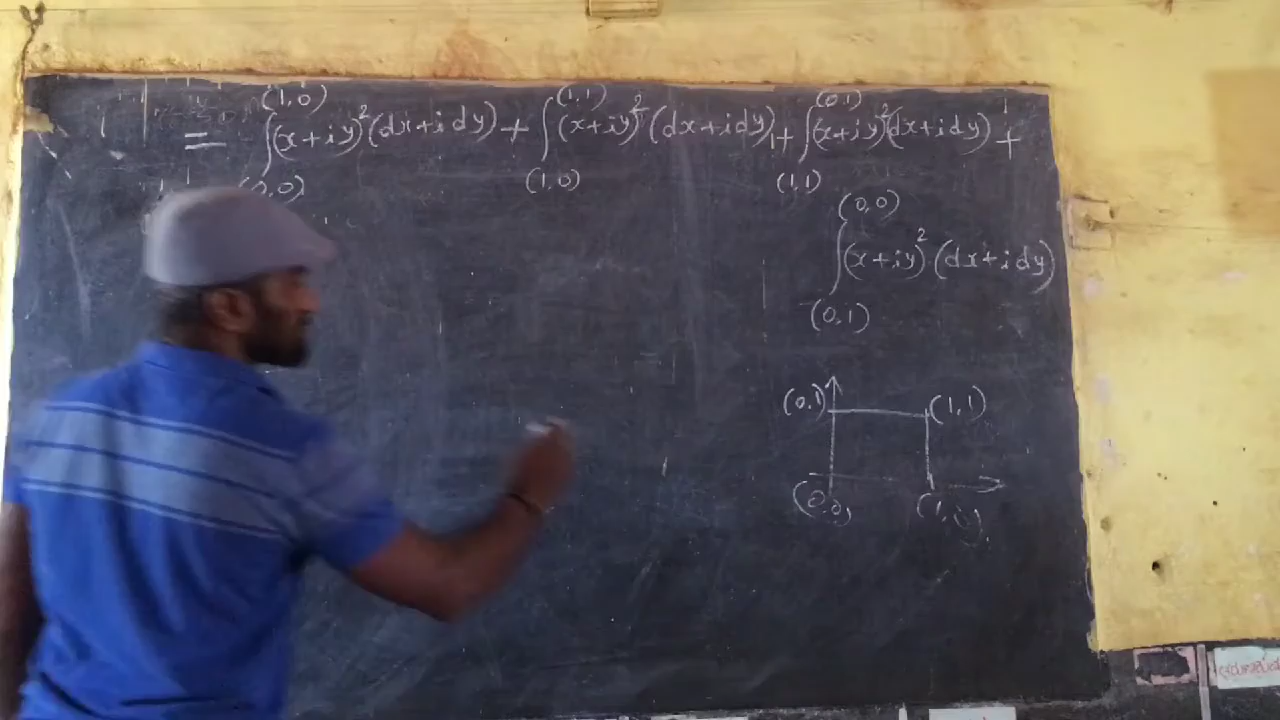 (1,0) (1,1) (0,1)
= ∫(x+iy)²(dx+idy) + ∫(x+iy)²(dx+idy) + ∫(x+iy)²(dx+idy) +
(0,0) (1,0) (1,1)
(0,0)
∫(x+iy)²(dx+idy)
(0,1)
(0,1) (1,1)
(0,0) (1,0)